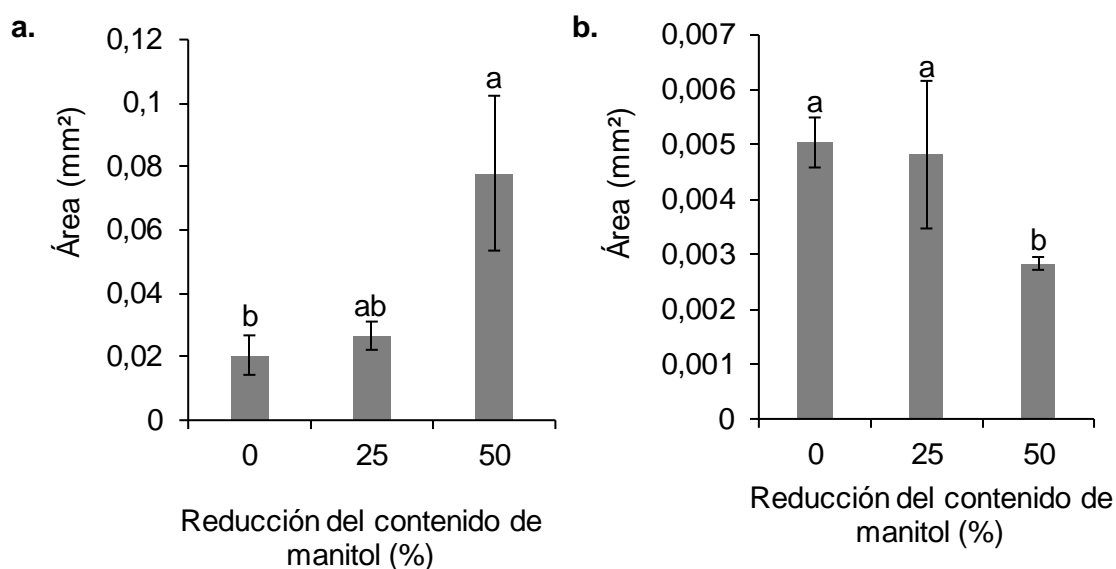 a.
Área (mm²)
0,12
0,1
0,08
0,06
0,04
0,02
0
b
ab
a
0 25 50
Reducción del contenido de
manitol (%)
b.
Área (mm²)
0,007
0,006
0,005
0,004
0,003
0,002
0,001
0
a
a
b
0 25 50
Reducción del contenido de
manitol (%)